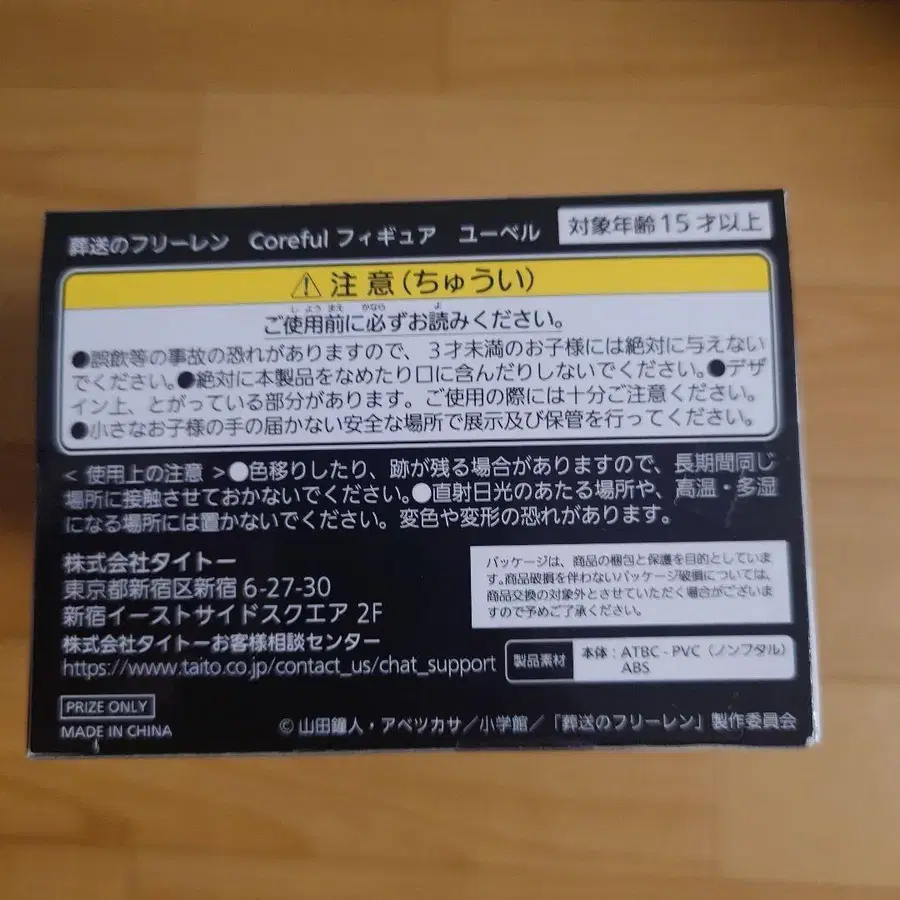 葬送のフリーレン Coreful フィギュア ユーベル
対象年齢15才以上
⚠注意(ちゅうい)
ご使用前に必ずお読みください。
●誤飲等の事故の恐れがありますので、3才未満のお子様には絶対に与えない
でください。●絶対に本製品をなめたり口に含んだりしないでください。●デザ
イン上、とがっている部分があります。ご使用の際には十分ご注意ください。
●小さなお子様の手の届かない安全な場所で展示及び保管を行ってください。
< 使用上の注意 >●色移りしたり、跡が残る場合がありますので、長期間同じ
場所に接触させておかないでください。●直射日光のあたる場所や、高温・多湿
になる場所には置かないでください。変色や変形の恐れがあります。
株式会社タイトー
東京都新宿区新宿 6-27-30
新宿イーストサイドスクエア 2F
株式会社タイトーお客様相談センター
https://www.taito.co.jp/contact_us/chat_support
パッケージは、商品の梱包と保護を目的としていま
す。商品破損を伴わないパッケージ破損については、
商品交換の対象外とさせていただく場合がございま
すので予めご了承ください。
製品素材
本体:ATBC-PVC(ノンフタル)
ABS
PRIZE ONLY
MADE IN CHINA
© 山田鐘人・アベツカサ/小学館/「葬送のフリーレン」製作委員会